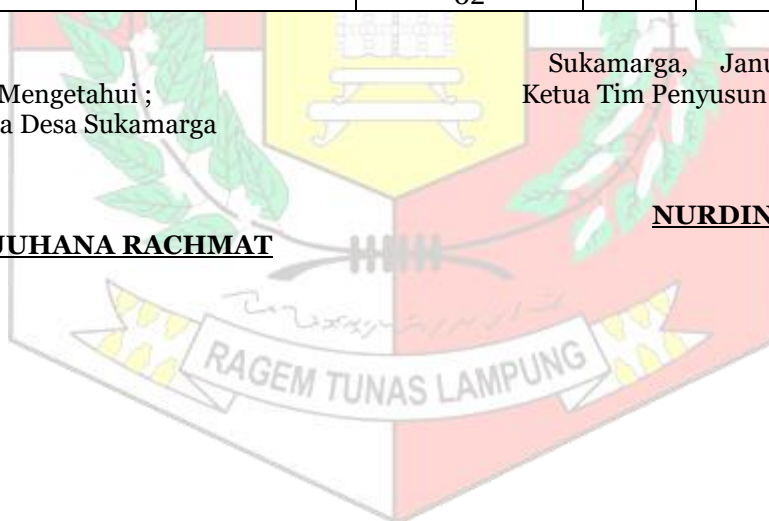 Sukamarga, Janu
Mengetahui ;
Ketua Tim Penyusun
a Desa Sukamarga
NURDIN
JUHANA RACHMAT
RAGEM TUNAS LAMPUNG